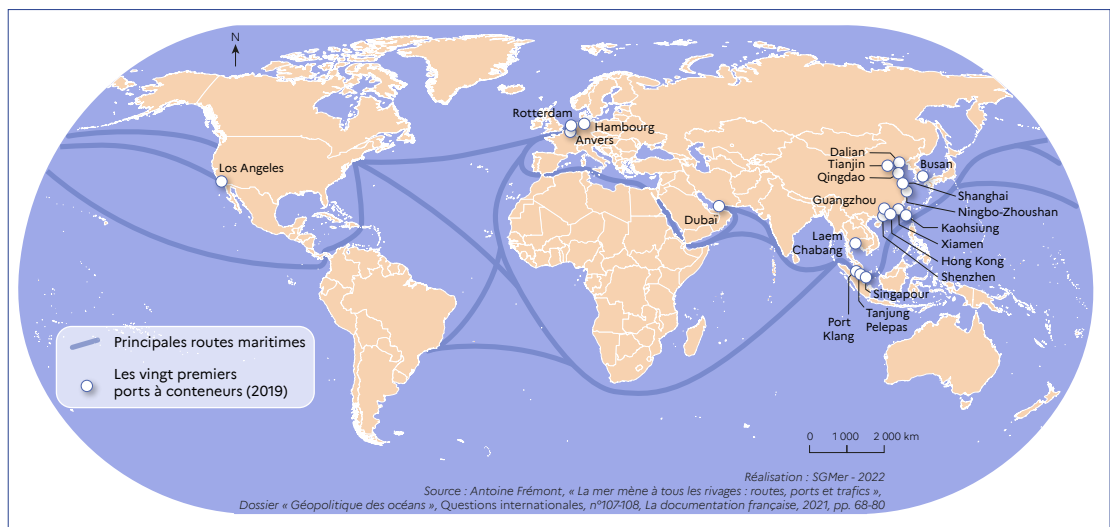 N
Rotterdam
Hambourg
Anvers
Los Angeles
Dubaï
Dalian
Tianjin
Qingdao
Busan
Guangzhou
Shanghai
Ningbo-Zhoushan
Kaohsiung
Xiamen
Hong Kong
Shenzhen
Laem
Chabang
Singapour
Tanjung
Pelepas
Port
Klang
Principales routes maritimes
Les vingt premiers
ports à conteneurs (2019)
0 1 000 2 000 km
Réalisation : SGMer - 2022
Source : Antoine Frémont, « La mer mène à tous les rivages : routes, ports et trafics »,
Dossier « Géopolitique des océans », Questions internationales, n°107-108, La documentation française, 2021, pp. 68-80